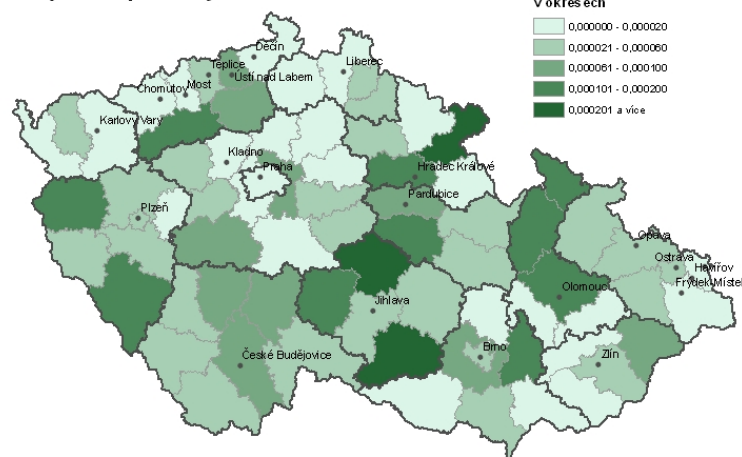 v okresech
0,000000 - 0,000020
0,000021 - 0,000060
0,000061 - 0,000100
0,000101 - 0,000200
0,000201 a více
Děčín
Teplice
Ústí nad Labem
Liberec
Most
Chomutov
Karlovy Vary
Kladno
Praha
Hradec Králové
Pardubice
Plzeň
Opava
Ostrava
Havířov
Frýdek-Místek
Olomouc
Jihlava
Brno
Zlín
České Budějovice